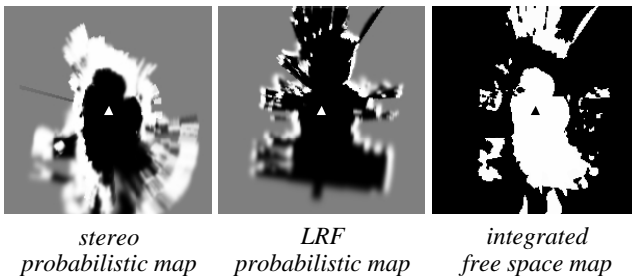 stereo
probabilistic map
LRF
probabilistic map
integrated
free space map